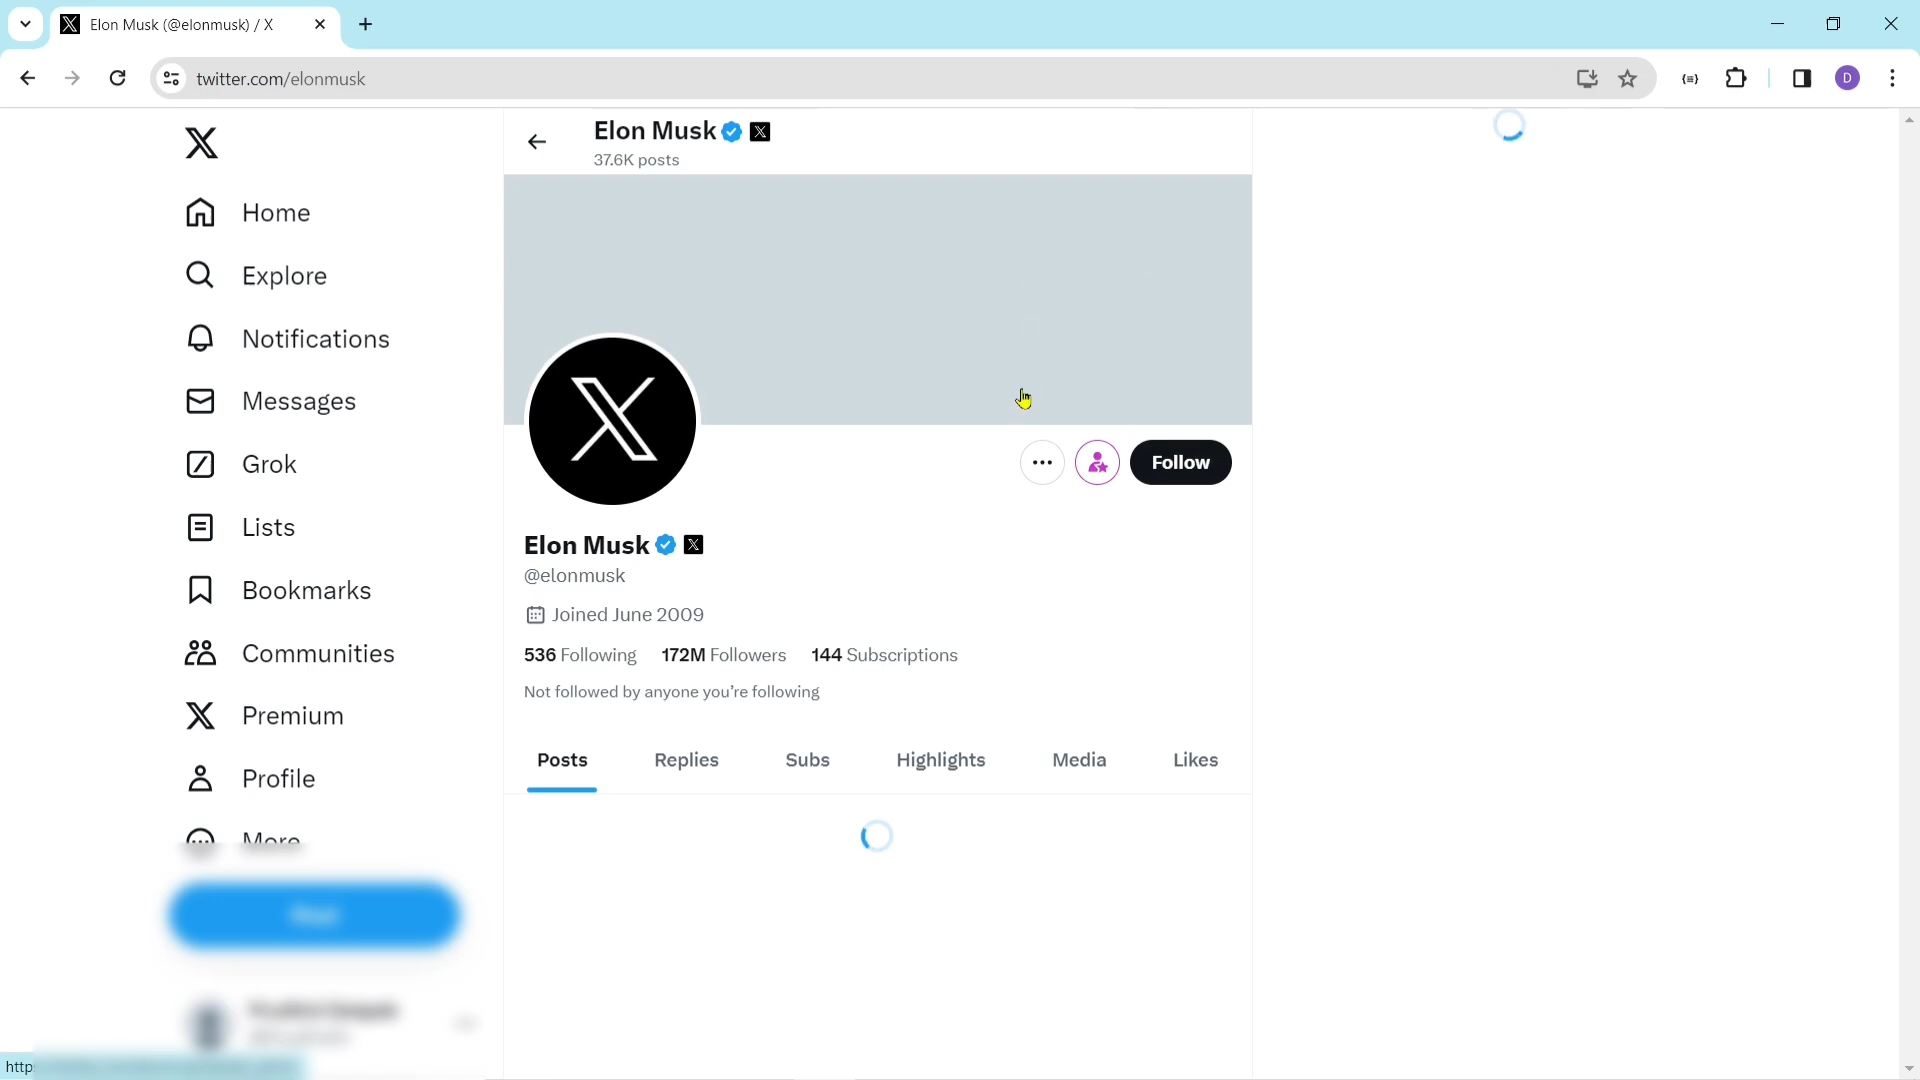 Elon Musk (@elonmusk) / X
twitter.com/elonmusk
D
Elon Musk
37.6K posts
Home
Explore
Notifications
Messages
Grok
Lists
Bookmarks
Communities
Premium
Profile
More
Follow
Elon Musk
@elonmusk
Joined June 2009
536 Following 172M Followers 144 Subscriptions
Not followed by anyone you're following
Posts Replies Subs Highlights Media Likes
Post
http